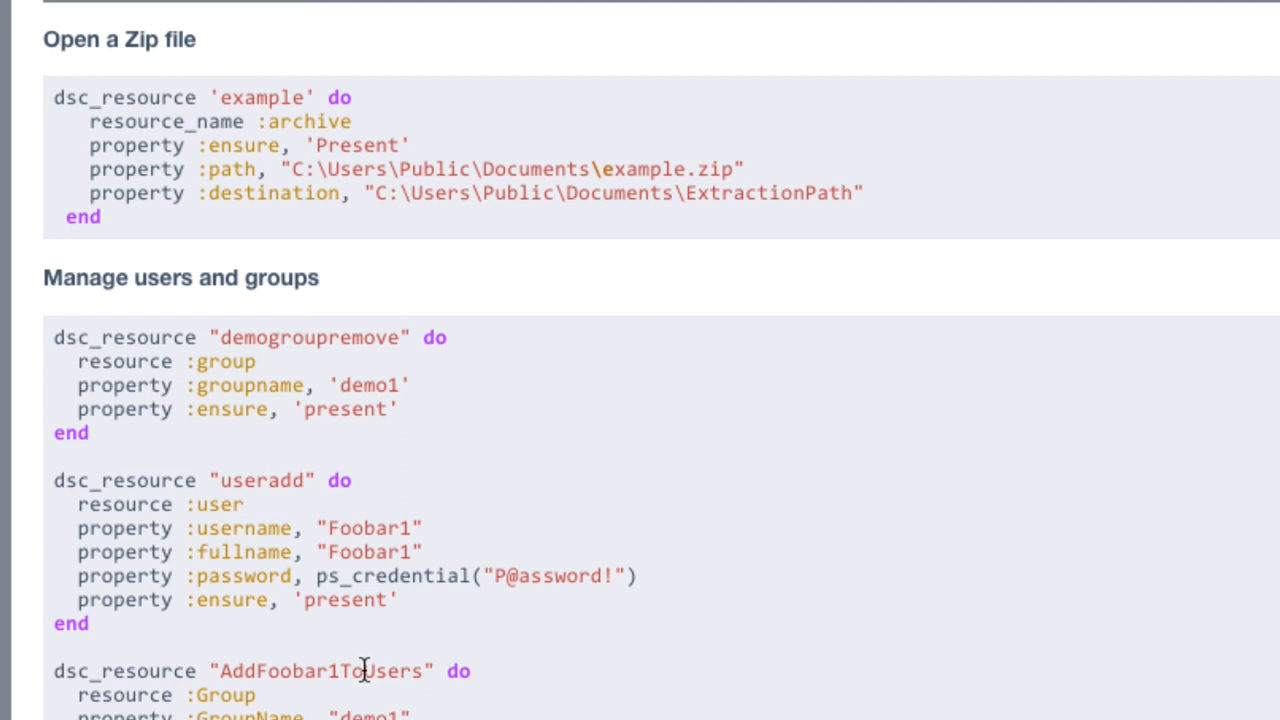 Open a Zip file
dsc_resource 'example' do
   resource_name :archive
   property :ensure, 'Present'
   property :path, "C:\Users\Public\Documents\example.zip"
   property :destination, "C:\Users\Public\Documents\ExtractionPath"
 end
Manage users and groups
dsc_resource "demogroupremove" do
  resource :group
  property :groupname, 'demo1'
  property :ensure, 'present'
end
dsc_resource "useradd" do
  resource :user
  property :username, "Foobar1"
  property :fullname, "Foobar1"
  property :password, ps_credential("P@assword!")
  property :ensure, 'present'
end
dsc_resource "AddFoobar1ToUsers" do
  resource :Group
  property :GroupName, "demo1"